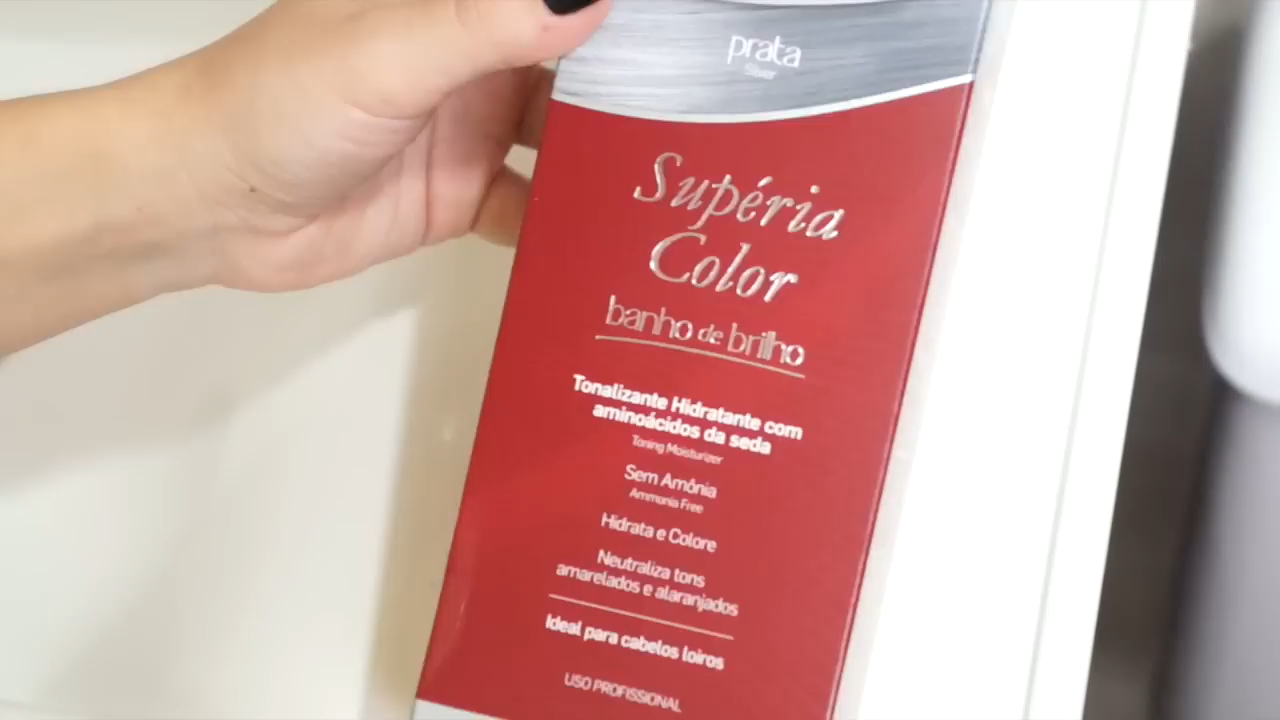 prata
Silver
Supéria
Color
banho de brilho
Tonalizante Hidratante com
aminoácidos da seda
Toning Moisturizer
Sem Amônia
Ammonia Free
Hidrata e Colore
Neutraliza tons
amarelados e alaranjados
Ideal para cabelos loiros
USO PROFISSIONAL